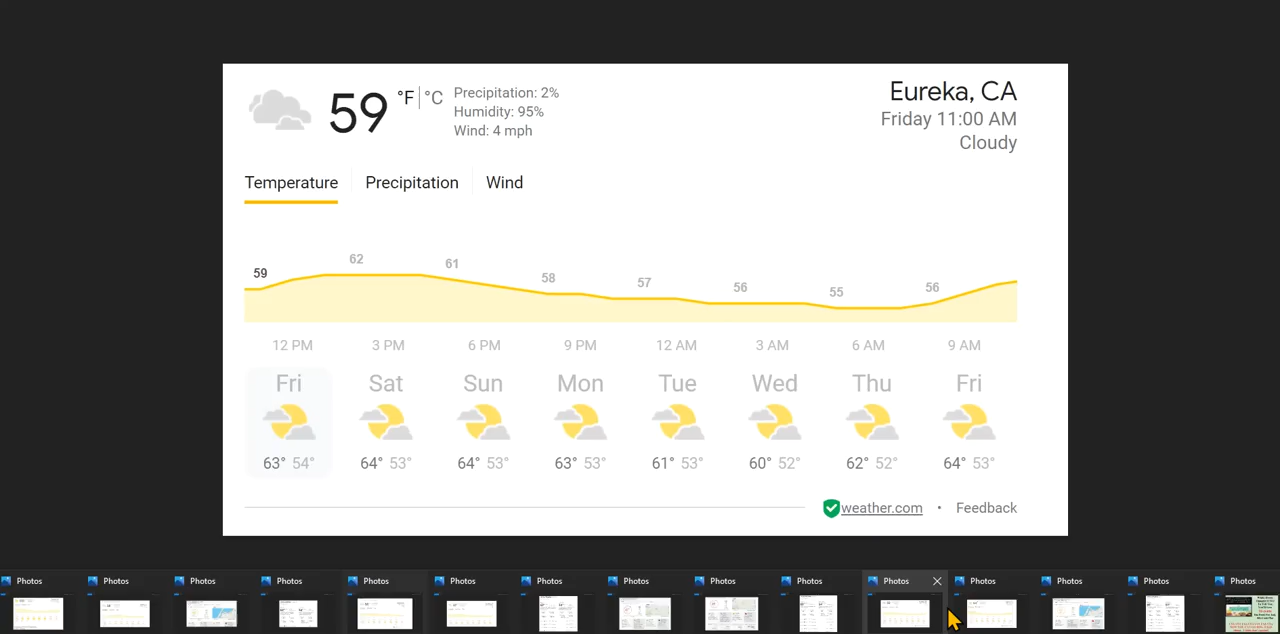 59 °F | °C
Precipitation: 2%
Humidity: 95%
Wind: 4 mph
Eureka, CA
Friday 11:00 AM
Cloudy
Temperature Precipitation Wind
59 62 61 58 57 56 55 56
12 PM 3 PM 6 PM 9 PM 12 AM 3 AM 6 AM 9 AM
Fri Sat Sun Mon Tue Wed Thu Fri
63° 54° 64° 53° 64° 53° 63° 53° 61° 53° 60° 52° 62° 52° 64° 53°
weather.com • Feedback
Photos Photos Photos Photos Photos Photos Photos Photos Photos Photos Photos Photos Photos Photos Photos